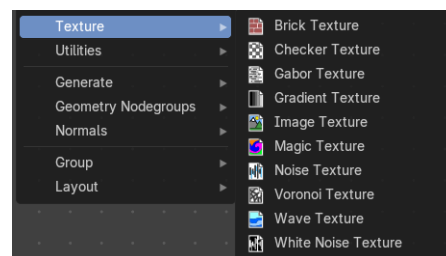 Texture
Utilities
Generate
Geometry Nodegroups
Normals
Group
Layout
Brick Texture
Checker Texture
Gabor Texture
Gradient Texture
Image Texture
Magic Texture
Noise Texture
Voronoi Texture
Wave Texture
White Noise Texture